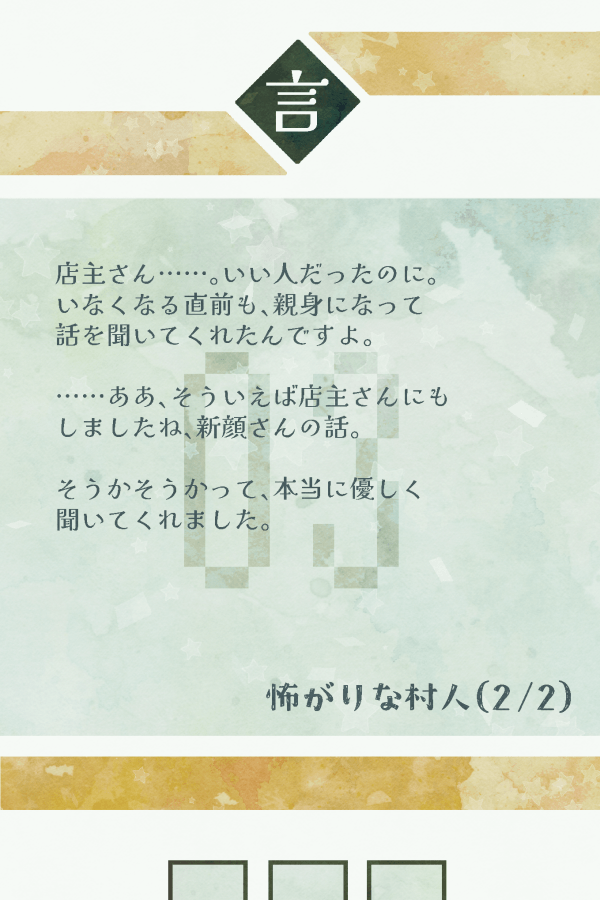 言
店主さん……。いい人だったのに。
いなくなる直前も、親身になって
話を聞いてくれたんですよ。
……ああ、そういえば店主さんにも
しましたね、新顔さんの話。
そうかそうかって、本当に優しく
聞いてくれました。
03
怖がりな村人(2/2)